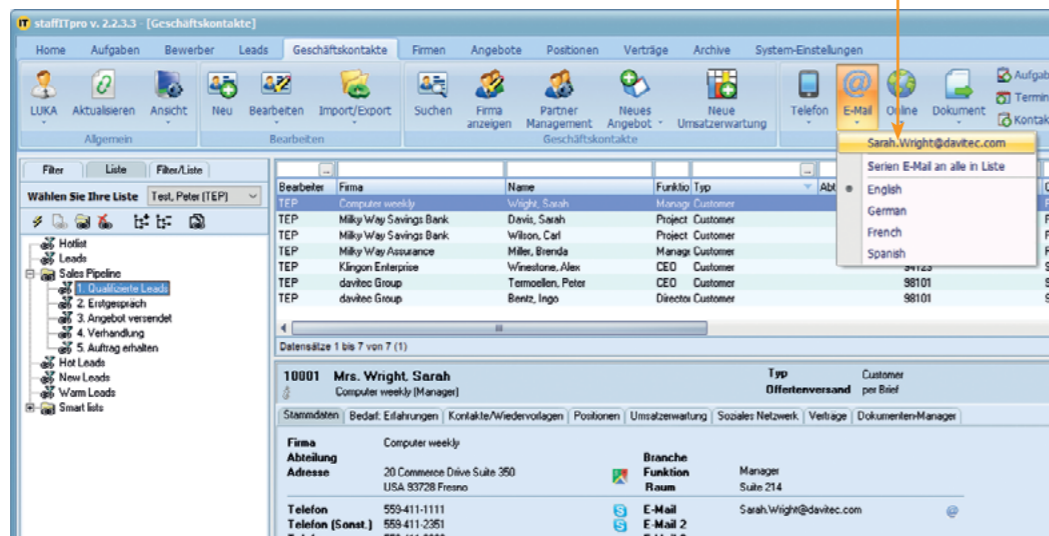 staffITpro v. 2.2.3.3 - [Geschäftskontakte]
Home Aufgaben Bewerber Leads Geschäftskontakte Firmen Angebote Positionen Verträge Archive System-Einstellungen
LUKA Aktualisieren Ansicht Neu Bearbeiten Import/Export Suchen Firma anzeigen Partner Management Neues Angebot Neue Umsatzerwartung Telefon E-Mail Online Dokument
Aufgab
Termin
Kontak
Allgemein Bearbeiten Geschäftskontakte
Sarah.Wright@davitec.com
Serien E-Mail an alle in Liste
English
German
French
Spanish
Filter Liste Filter/Liste
Wählen Sie Ihre Liste Test, Peter (TEP)
Hotlist
Leads
Sales Pipeline
1. Qualifizierte Leads
2. Erstgespräch
3. Angebot versendet
4. Verhandlung
5. Auftrag erhalten
Hot Leads
New Leads
Warm Leads
Smart lists
Bearbeiter Firma Name Funktio Typ Abt
TEP Computer weekly Wright, Sarah Manag Customer
TEP Milky Way Savings Bank Davis, Sarah Project Customer
TEP Milky Way Savings Bank Wilson, Carl Project Customer
TEP Milky Way Assurance Miller, Brenda Manag Customer
TEP Klingon Enterprise Winestone, Alex CEO Customer 94123
TEP davitec Group Termoellen, Peter CEO Customer 98101
TEP davitec Group Bentz, Ingo Director Customer 98101
Datensätze 1 bis 7 von 7 (1)
10001 Mrs. Wright, Sarah Typ Customer
Computer weekly (Manager) Offertenversand per Brief
Stammdaten Bedarf: Erfahrungen Kontakte/Wiedervorlagen Positionen Umsatzerwartung Soziales Netzwerk Verträge Dokumenten-Manager
Firma Computer weekly
Abteilung Branche
Adresse 20 Commerce Drive Suite 350 Funktion Manager
USA 93728 Fresno Raum Suite 214
Telefon 559-411-1111 E-Mail Sarah.Wright@davitec.com
Telefon (Sonst.) 559-411-2351 E-Mail 2